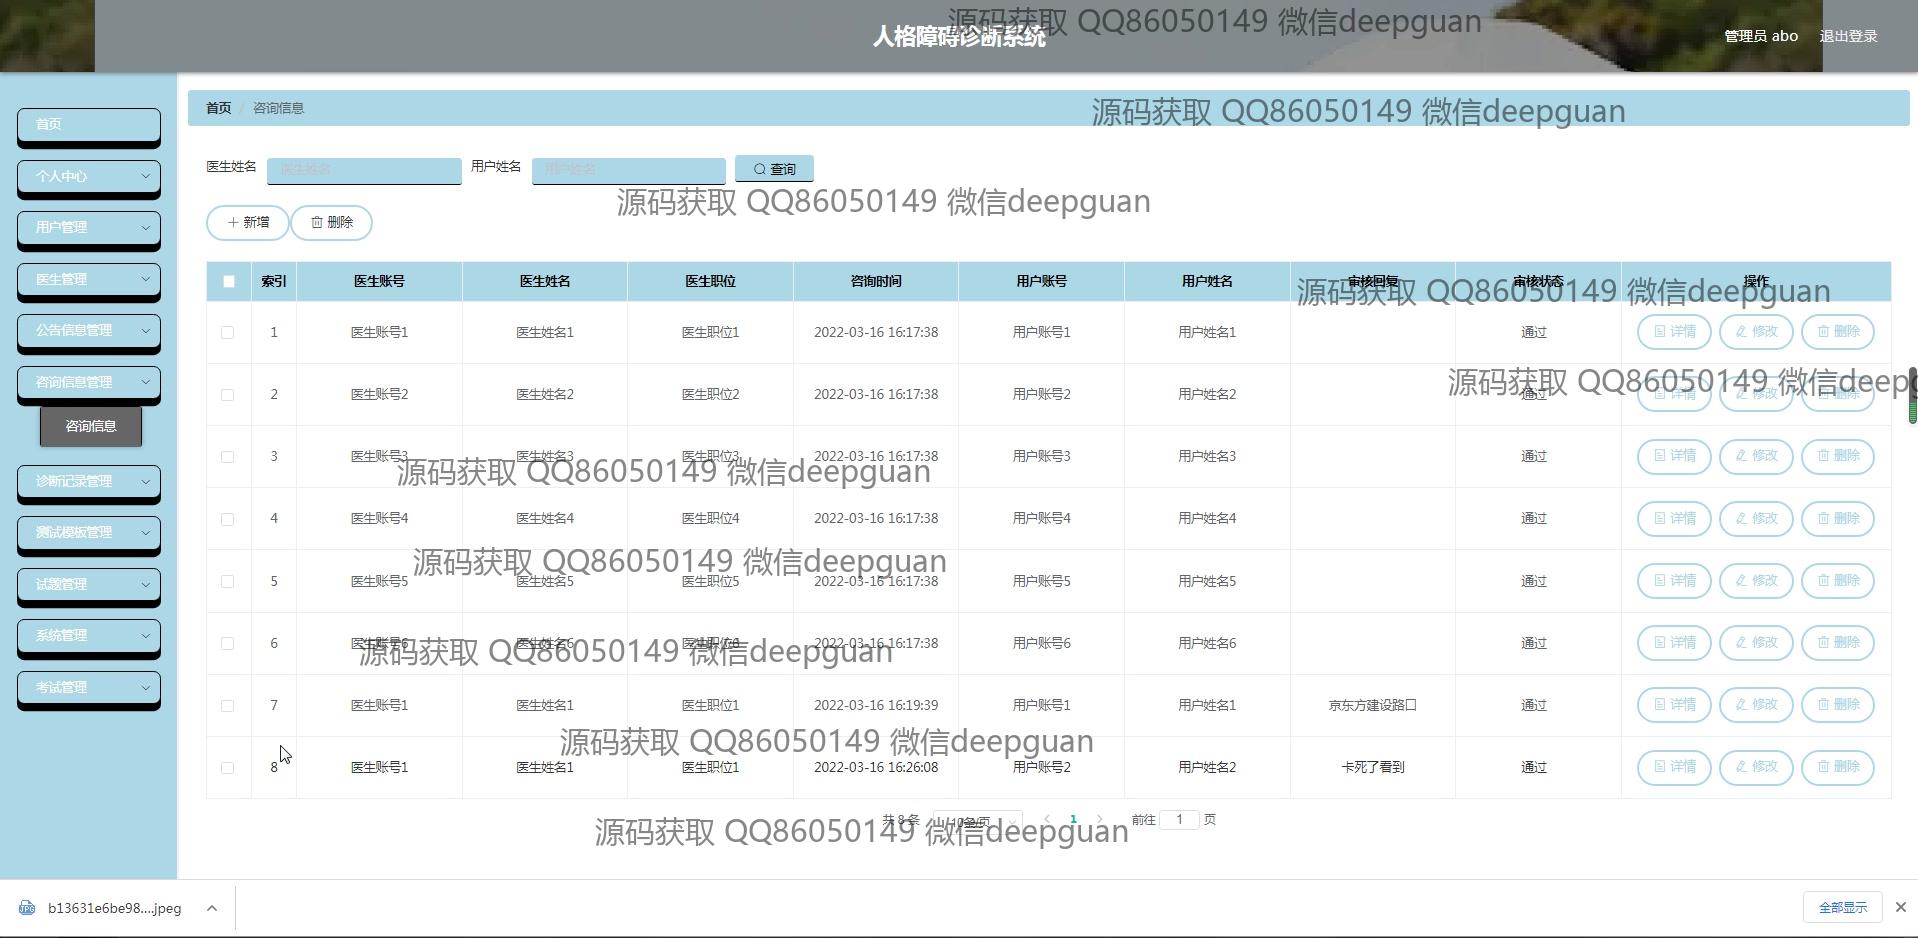 人格障碍诊断系统
源码获取 QQ86050149 微信deepguan
管理员 abo 退出登录
首页 / 咨询信息
源码获取 QQ86050149 微信deepguan
首页
个人中心
用户管理
医生管理
公告信息管理
咨询信息管理
咨询信息
诊断记录管理
测试模板管理
试题管理
系统管理
考试管理
医生姓名 医生姓名 用户姓名 用户姓名 查询
源码获取 QQ86050149 微信deepguan
新增 删除
索引 医生账号 医生姓名 医生职位 咨询时间 用户账号 用户姓名 审核回复 审核状态 操作
源码获取 QQ86050149 微信deepguan
1 医生账号1 医生姓名1 医生职位1 2022-03-16 16:17:38 用户账号1 用户姓名1 通过 详情 修改 删除
源码获取 QQ86050149 微信deepg
2 医生账号2 医生姓名2 医生职位2 2022-03-16 16:17:38 用户账号2 用户姓名2 通过 详情 修改 删除
3 医生账号3 医生姓名3 医生职位3 2022-03-16 16:17:38 用户账号3 用户姓名3 通过 详情 修改 删除
源码获取 QQ86050149 微信deepguan
4 医生账号4 医生姓名4 医生职位4 2022-03-16 16:17:38 用户账号4 用户姓名4 通过 详情 修改 删除
源码获取 QQ86050149 微信deepguan
5 医生账号5 医生姓名5 医生职位5 2022-03-16 16:17:38 用户账号5 用户姓名5 通过 详情 修改 删除
6 医生账号6 医生姓名6 医生职位6 2022-03-16 16:17:38 用户账号6 用户姓名6 通过 详情 修改 删除
源码获取 QQ86050149 微信deepguan
7 医生账号1 医生姓名1 医生职位1 2022-03-16 16:19:39 用户账号1 用户姓名1 京东方建设路口 通过 详情 修改 删除
源码获取 QQ86050149 微信deepguan
8 医生账号1 医生姓名1 医生职位1 2022-03-16 16:26:08 用户账号2 用户姓名2 卡死了看到 通过 详情 修改 删除
共 8 条 10条/页 1 前往 1 页
源码获取 QQ86050149 微信deepguan
b13631e6be98....jpeg
全部显示